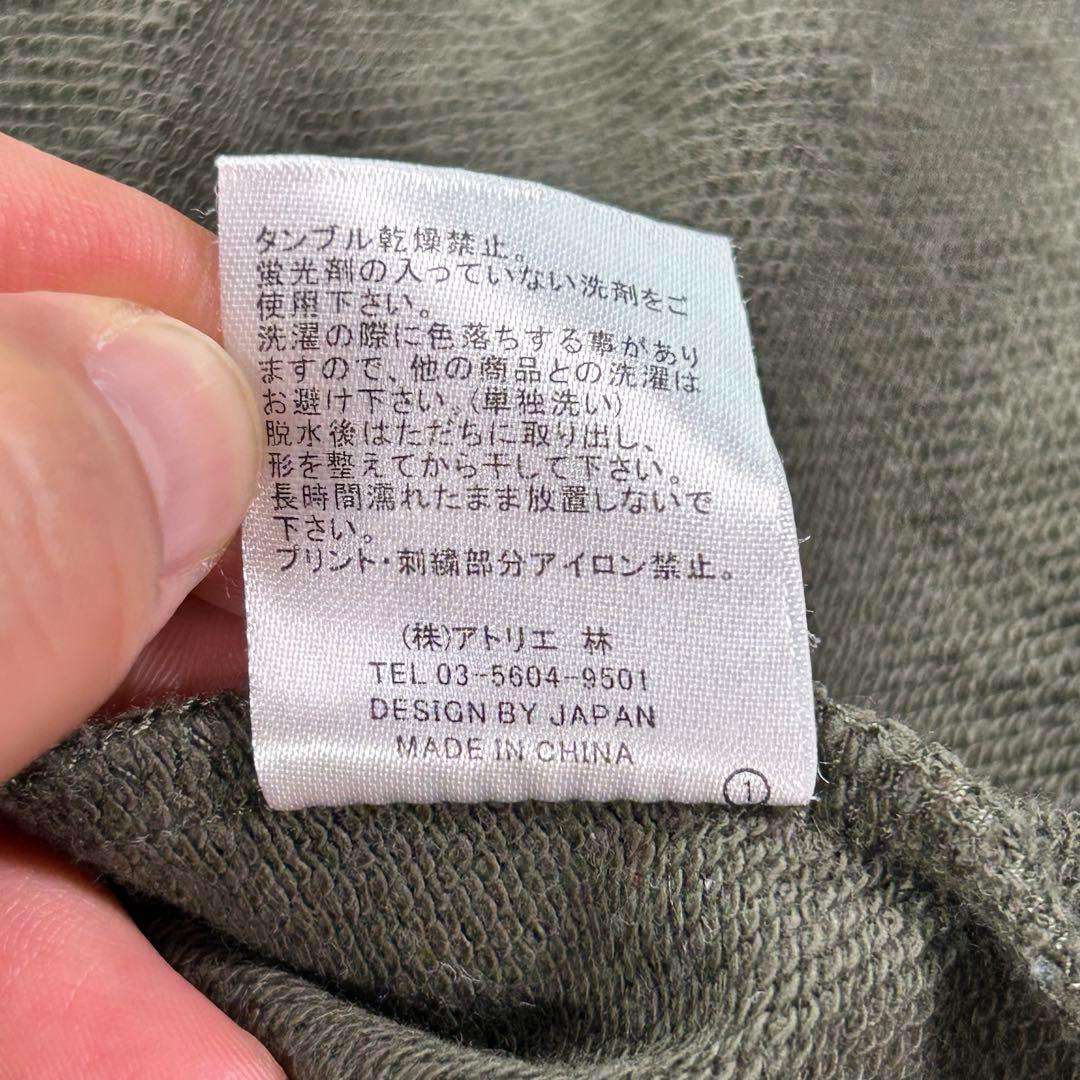 タンブル乾燥禁止。
蛍光剤の入っていない洗剤をご
使用下さい。
洗濯の際に色落ちする事があり
ますので、他の商品との洗濯は
お避け下さい。(単独洗い)
脱水後はただちに取り出し、
形を整えてから干して下さい。
長時間濡れたまま放置しないで
下さい。
プリント・刺繍部分アイロン禁止。
(株)アトリエ 林
TEL 03-5604-9501
DESIGN BY JAPAN
MADE IN CHINA
①